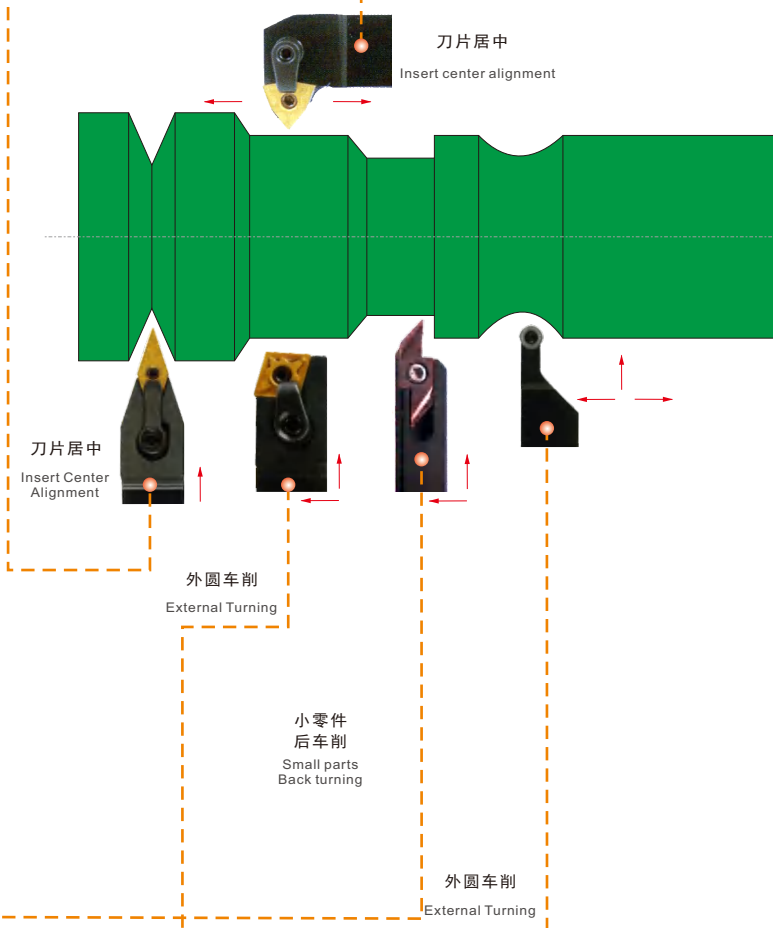 刀片居中
Insert center alignment
刀片居中
Insert Center
Alignment
外圆车削
External Turning
小零件
后车削
Small parts
Back turning
外圆车削
External Turning